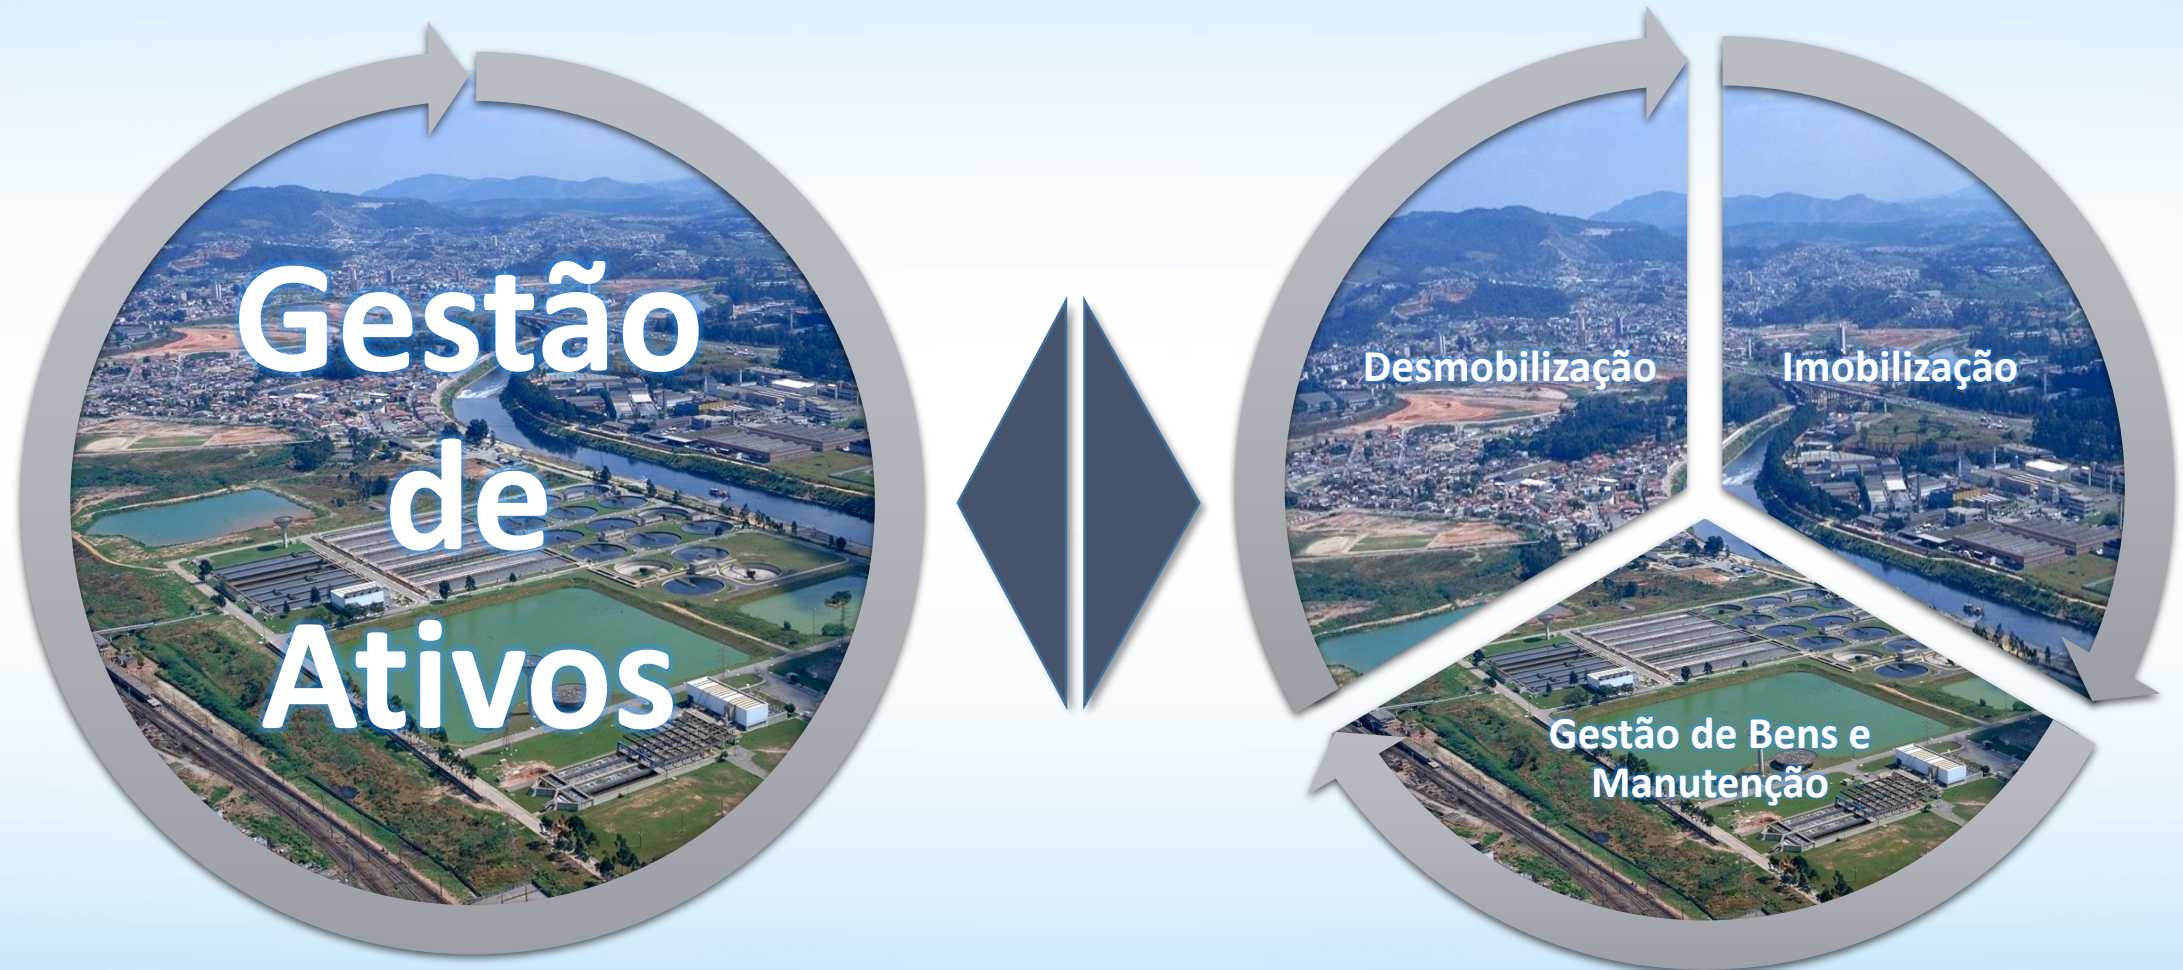 Gestão
de
Ativos
Desmobilização
Imobilização
Gestão de Bens e
Manutenção